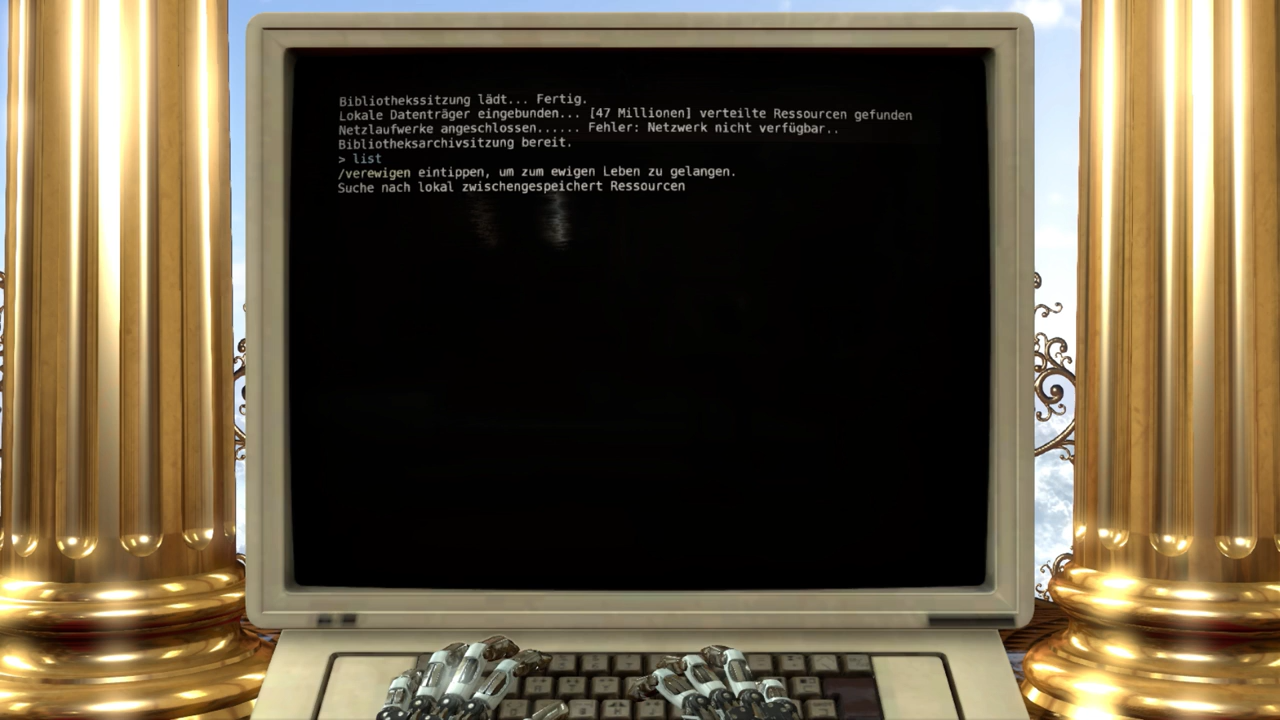 Bibliothekssitzung lädt... Fertig.
Lokale Datenträger eingebunden... [47 Millionen] verteilte Ressourcen gefunden
Netzlaufwerke angeschlossen...... Fehler: Netzwerk nicht verfügbar..
Bibliotheksarchivsitzung bereit.
> list
/verewigen eintippen, um zum ewigen Leben zu gelangen.
Suche nach lokal zwischengespeichert Ressourcen